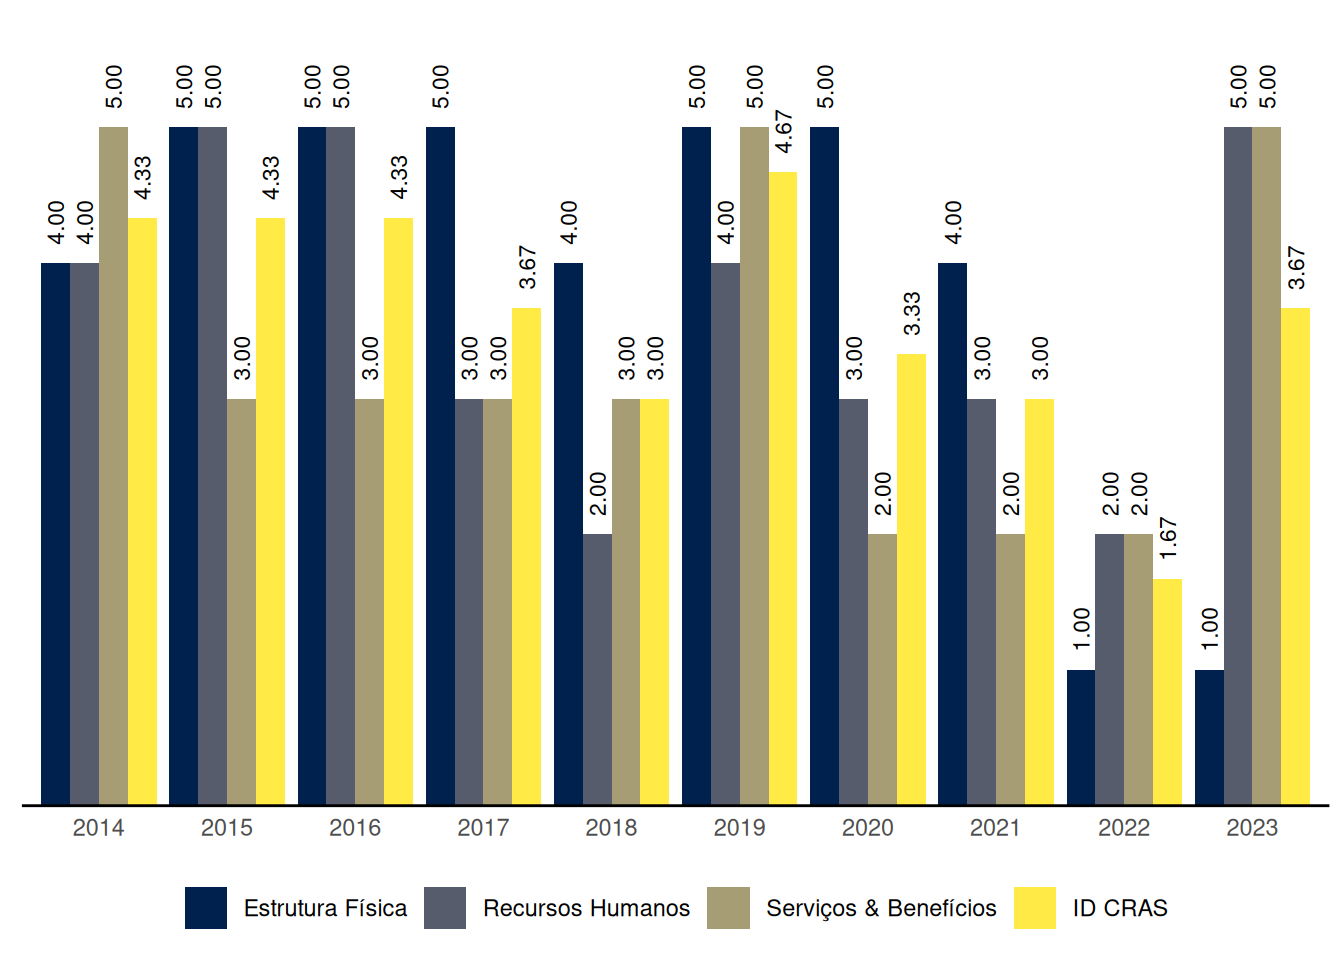 4.00 4.00 5.00 4.33 5.00 5.00 3.00 4.33 5.00 5.00 3.00 4.33 5.00 3.00 3.00 3.67 4.00 2.00 3.00 3.00 5.00 4.00 5.00 4.67 5.00 3.00 2.00 3.33 4.00 3.00 2.00 3.00 1.00 2.00 2.00 1.67 1.00 5.00 5.00 3.67
2014 2015 2016 2017 2018 2019 2020 2021 2022 2023
Estrutura Física Recursos Humanos Serviços & Benefícios ID CRAS